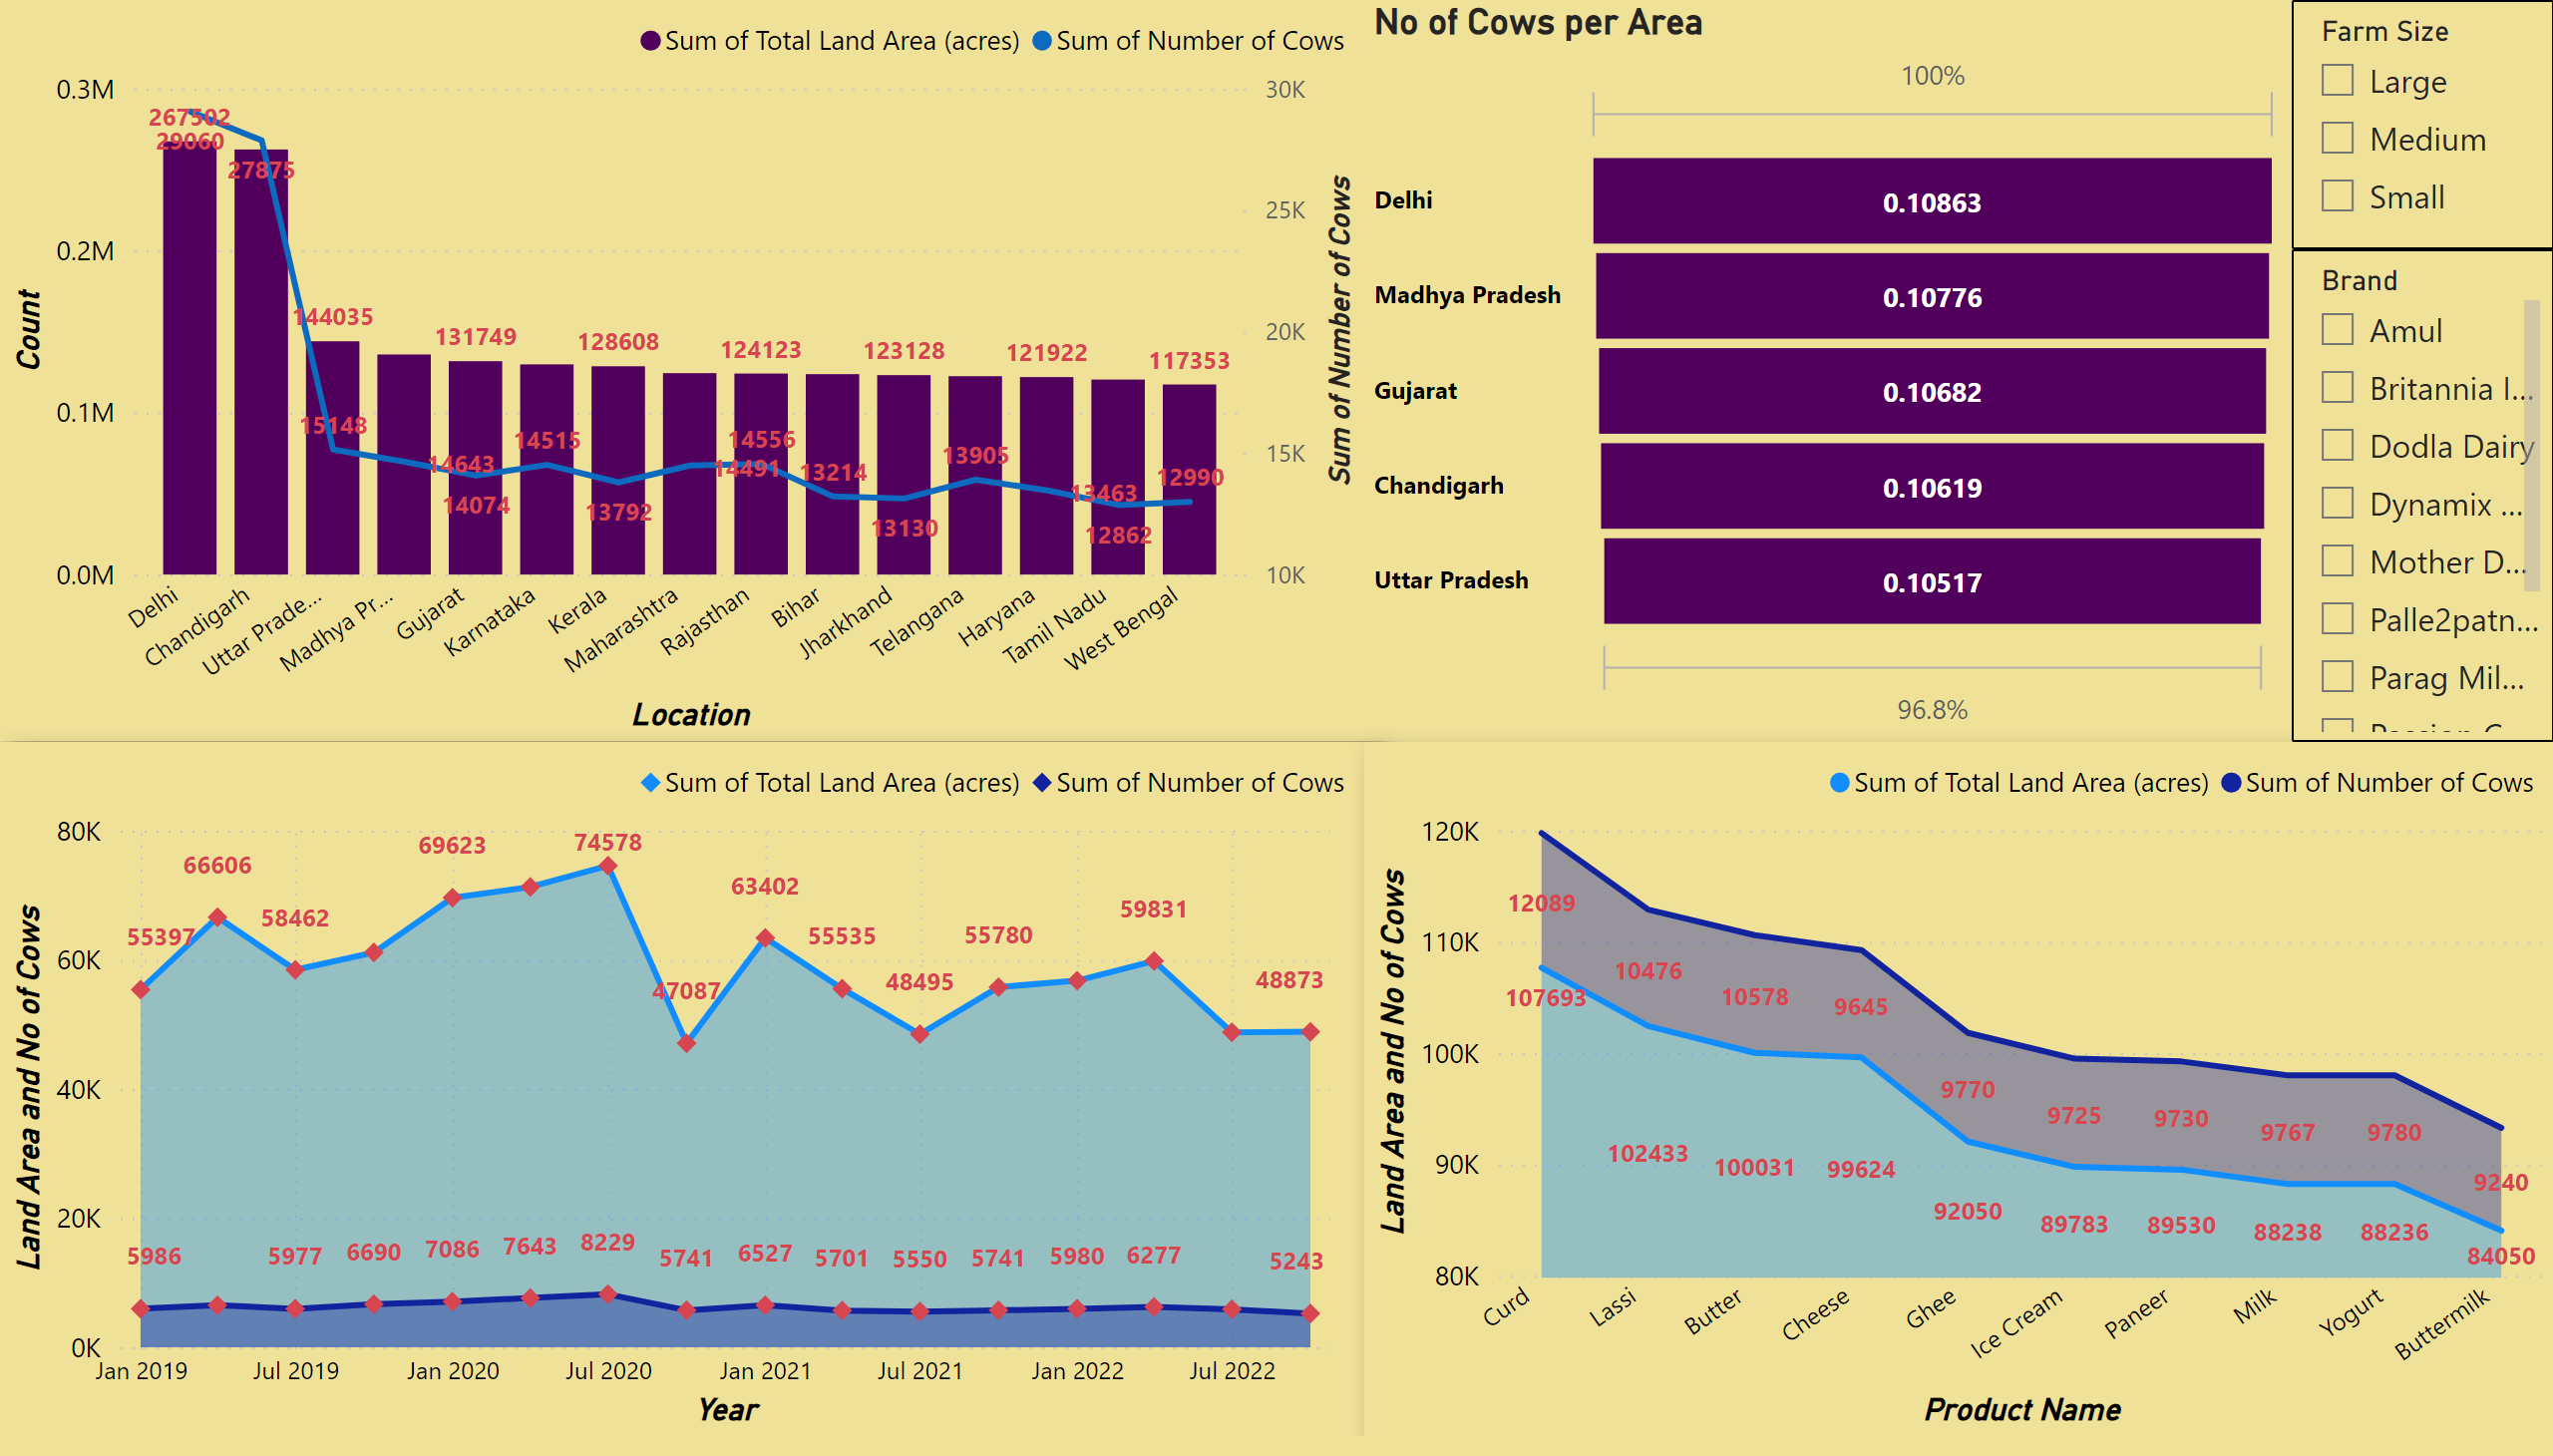 Sum of Total Land Area (acres) Sum of Number of Cows
0.3M
0.2M
0.1M
0.0M
Count
30K
25K
20K
15K
10K
Sum of Number of Cows
267502
29060
27875
144035
131749
128608
124123
123128
121922
117353
15148
14643
14074
14515
13792
14491
14556
13214
13130
13905
13463
12862
12990
Delhi
Chandigarh
Uttar Prade...
Madhya Pr...
Gujarat
Karnataka
Kerala
Maharashtra
Rajasthan
Bihar
Jharkhand
Telangana
Haryana
Tamil Nadu
West Bengal
Location
No of Cows per Area
100%
Delhi 0.10863
Madhya Pradesh 0.10776
Gujarat 0.10682
Chandigarh 0.10619
Uttar Pradesh 0.10517
96.8%
Farm Size
Large
Medium
Small
Brand
Amul
Britannia I...
Dodla Dairy
Dynamix ...
Mother D...
Palle2patn...
Parag Mil...
Sum of Total Land Area (acres) Sum of Number of Cows
80K
60K
40K
20K
0K
Land Area and No of Cows
55397
66606
58462
69623
74578
47087
63402
55535
48495
55780
59831
48873
5986
5977
6690
7086
7643
8229
5741
6527
5701
5550
5741
5980
6277
5243
Jan 2019
Jul 2019
Jan 2020
Jul 2020
Jan 2021
Jul 2021
Jan 2022
Jul 2022
Year
Sum of Total Land Area (acres) Sum of Number of Cows
120K
110K
100K
90K
80K
Land Area and No of Cows
12089
10476
10578
9645
9770
9725
9730
9767
9780
9240
107693
102433
100031
99624
92050
89783
89530
88238
88236
84050
Curd
Lassi
Butter
Cheese
Ghee
Ice Cream
Paneer
Milk
Yogurt
Buttermilk
Product Name